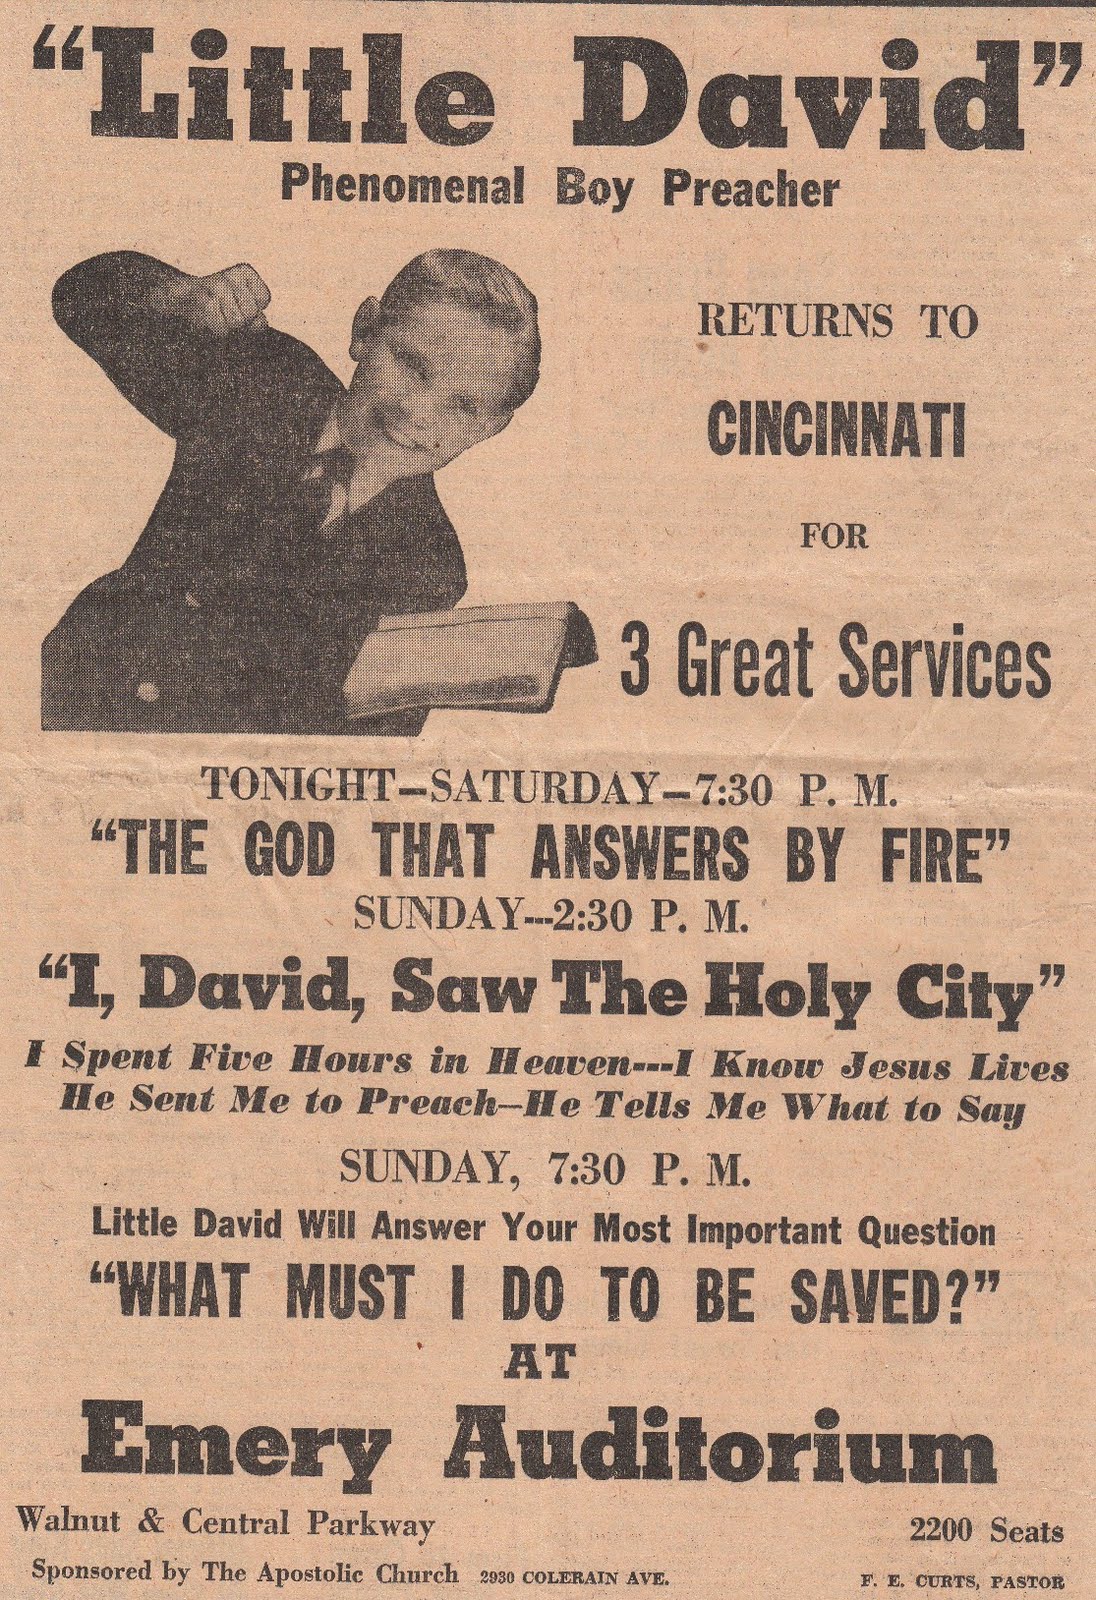 “Little David”
Phenomenal Boy Preacher
RETURNS TO
CINCINNATI
FOR
3 Great Services
TONIGHT—SATURDAY—7:30 P. M.
“THE GOD THAT ANSWERS BY FIRE”
SUNDAY---2:30 P. M.
“I, David, Saw The Holy City”
I Spent Five Hours in Heaven---I Know Jesus Lives
He Sent Me to Preach—He Tells Me What to Say
SUNDAY, 7:30 P. M.
Little David Will Answer Your Most Important Question
“WHAT MUST I DO TO BE SAVED?”
AT
Emery Auditorium
Walnut & Central Parkway
2200 Seats
Sponsored by The Apostolic Church 2930 COLERAIN AVE.
F. E. CURTS, PASTOR